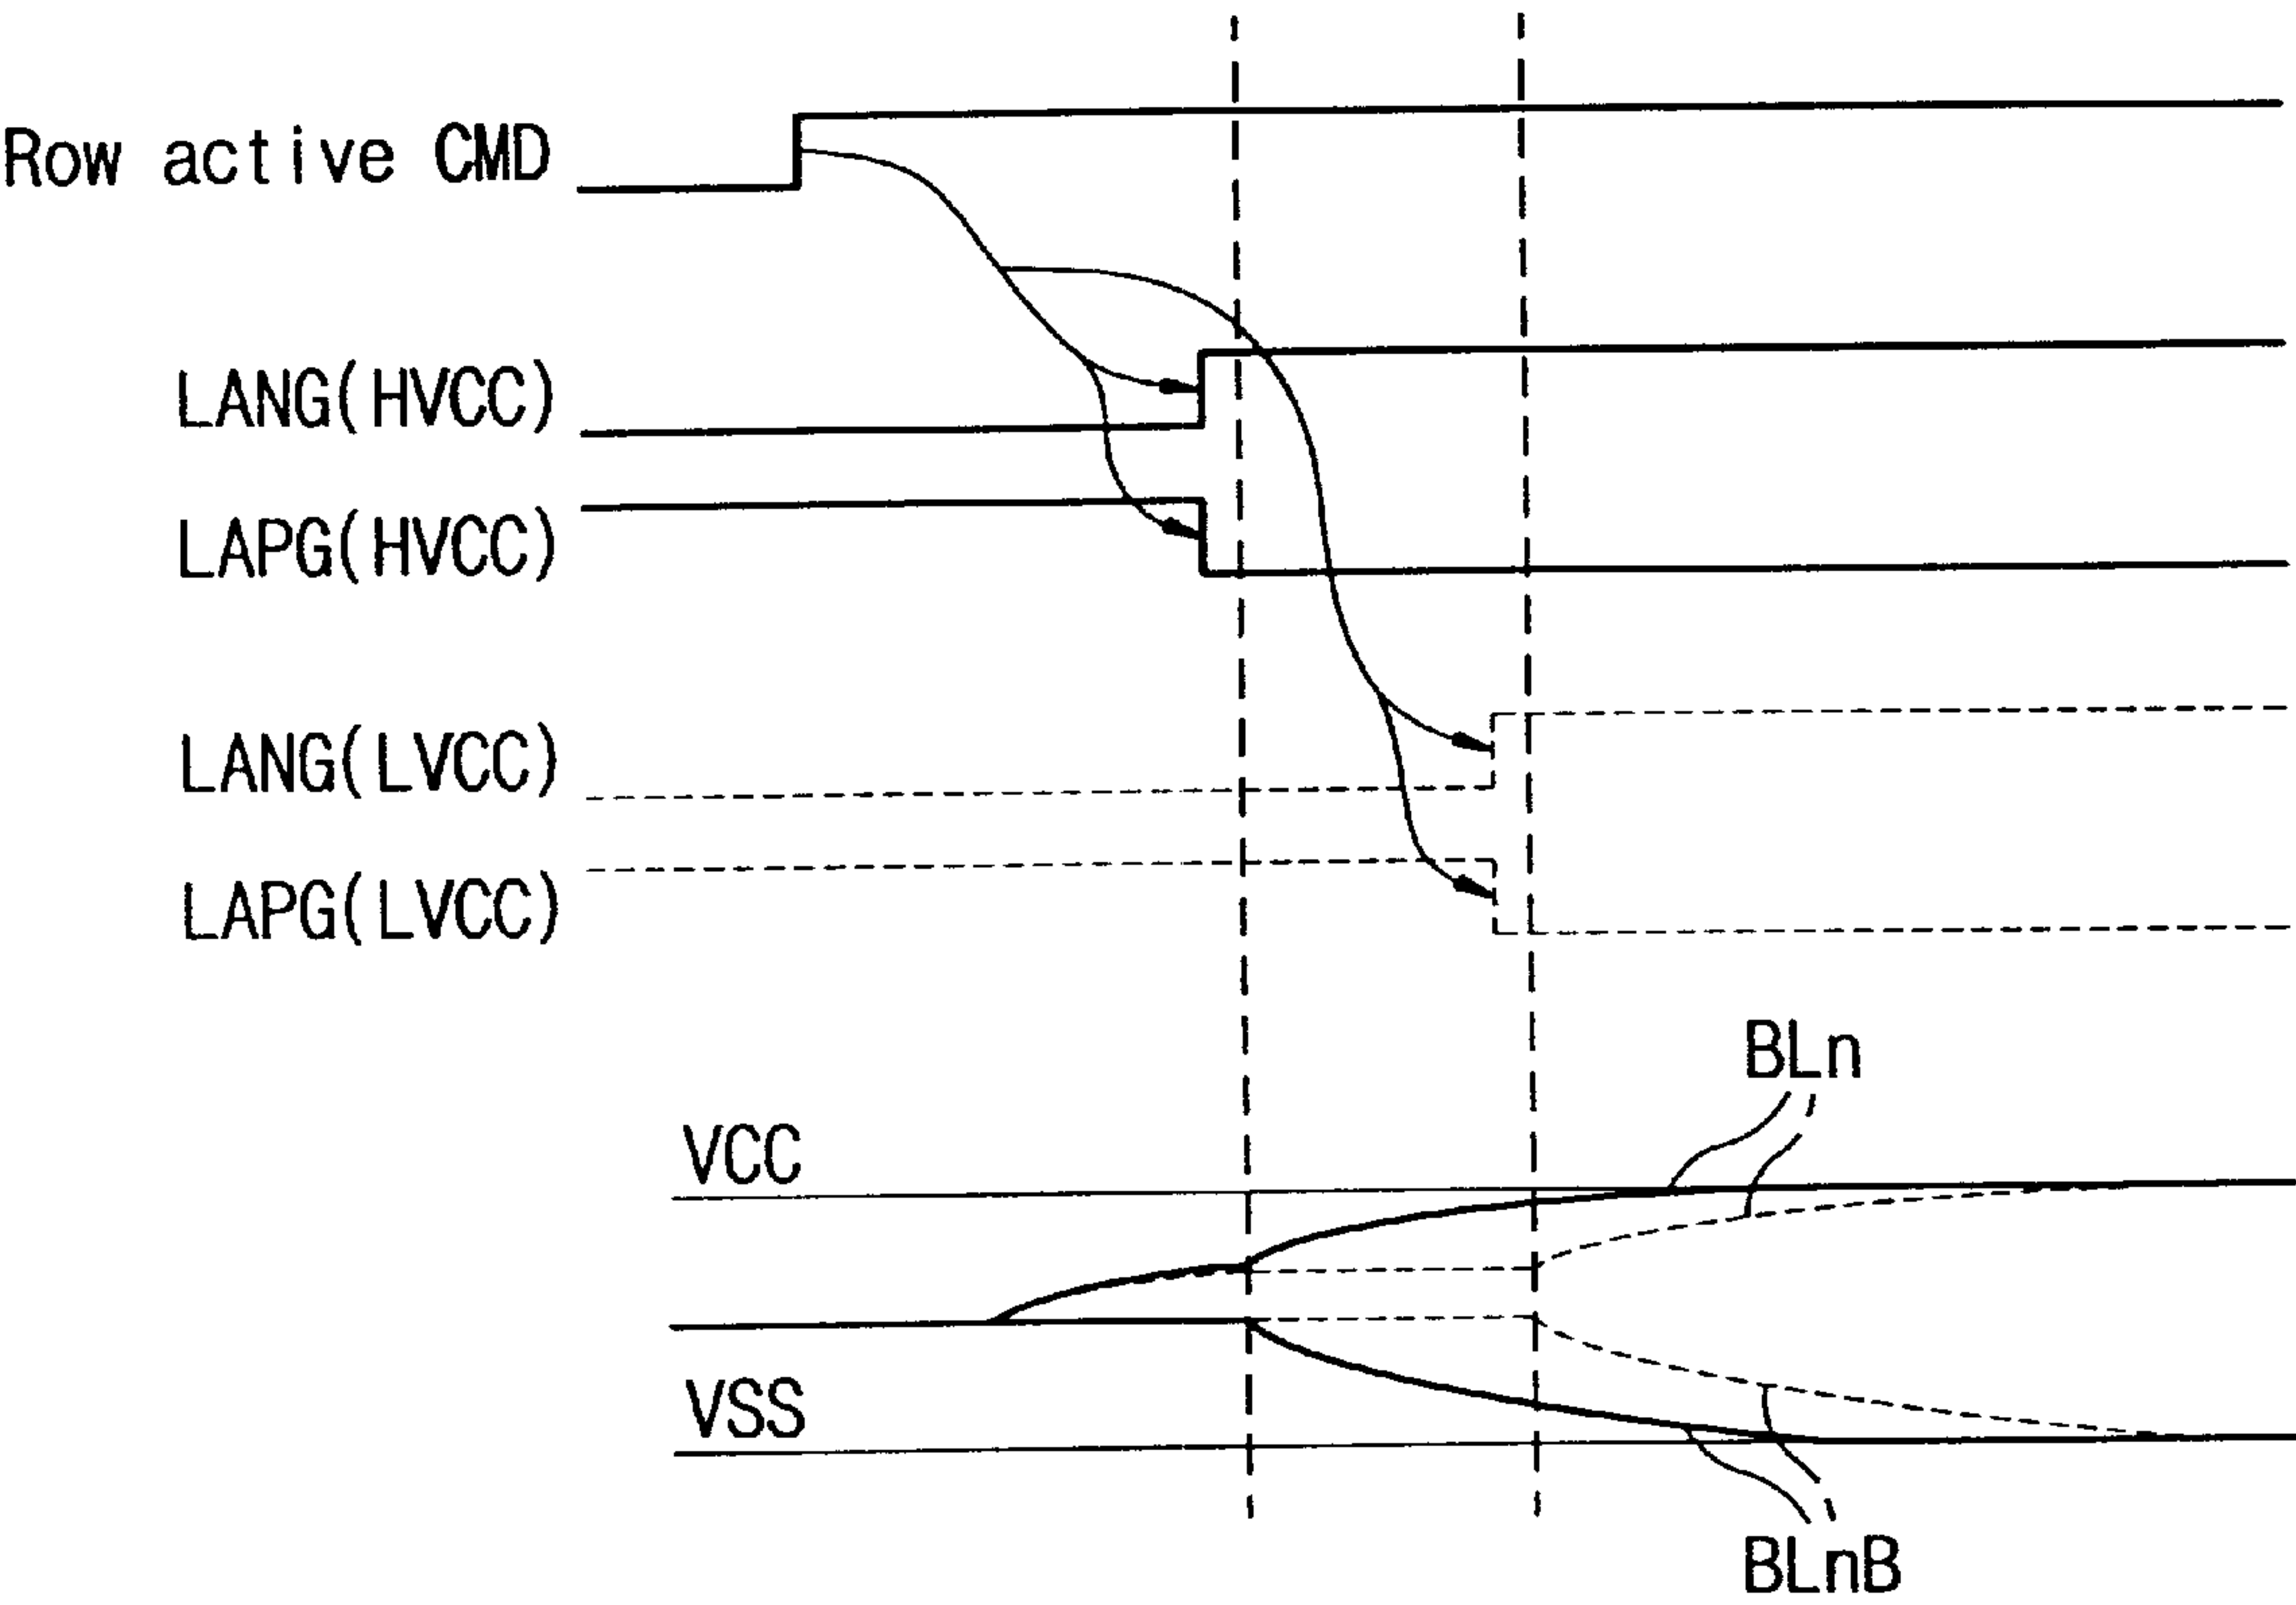 Row active CMD
LANG(HVCC)
LAPG(HVCC)
LANG(LVCC)
LAPG(LVCC)
BLn
VCC
VSS
BLnB